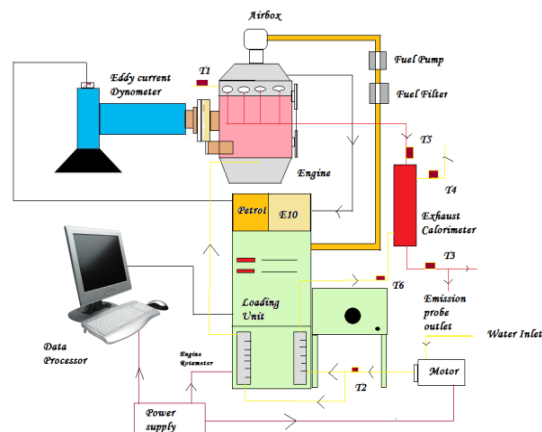 Airbox
Eddy current
Dynometer
T1
Fuel Pump
Fuel Filter
T5
T4
Engine
Petrol
E10
Exhaust
Calorimeter
T3
T6
Loading
Unit
Emission
probe
outlet
Water Inlet
Data
Processor
Engine
Rotameter
T2
Motor
Power
supply